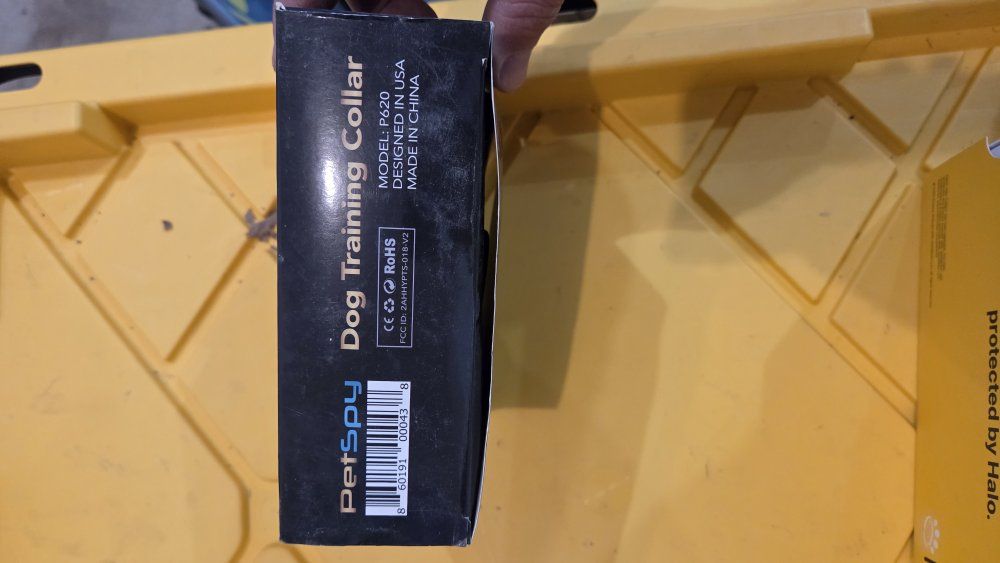 PetSpy Dog Training Collar
8 60191 00043 8
CE RoHS
FCC ID: 2AHHYPTS-018-V2
MODEL: P620
DESIGNED IN USA
MADE IN CHINA
protected by Halo.